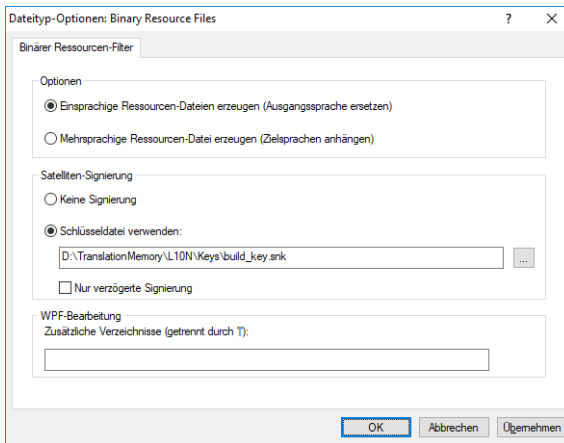 Dateityp-Optionen: Binary Resource Files
Binärer Ressourcen-Filter
Optionen
Einsprachige Ressourcen-Dateien erzeugen (Ausgangssprache ersetzen)
Mehrsprachige Ressourcen-Datei erzeugen (Zielsprachen anhängen)
Satelliten-Signierung
Keine Signierung
Schlüsseldatei verwenden:
D:\TranslationMemory\L10N\Keys\build_key.snk
...
Nur verzögerte Signierung
WPF-Bearbeitung
Zusätzliche Verzeichnisse (getrennt durch '|'):
OK
Abbrechen
Übernehmen